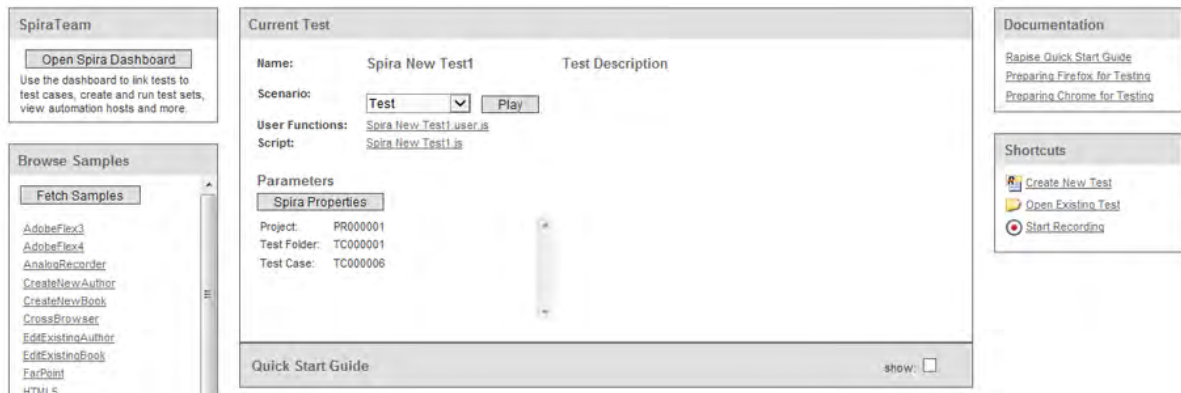 SpiraTeam
Open Spira Dashboard
Use the dashboard to link tests to
test cases, create and run test sets,
view automation hosts and more.
Browse Samples
Fetch Samples
AdobeFlex3
AdobeFlex4
AnalogRecorder
CreateNewAuthor
CreateNewBook
CrossBrowser
EditExistingAuthor
EditExistingBook
FarPoint
HTML5
Current Test
Name: Spira New Test1 Test Description
Scenario: Test Play
User Functions: Spira New Test1.user.js
Script: Spira New Test1.js
Parameters
Spira Properties
Project: PR000001
Test Folder: TC000001
Test Case: TC000006
Quick Start Guide show:
Documentation
Rapise Quick Start Guide
Preparing Firefox for Testing
Preparing Chrome for Testing
Shortcuts
Create New Test
Open Existing Test
Start Recording